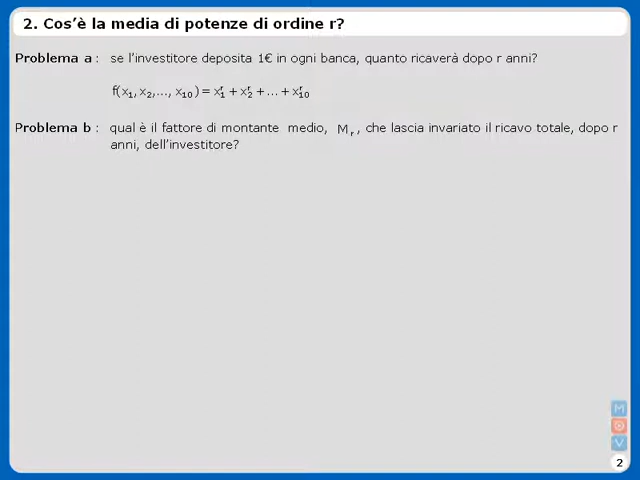 2. Cos’è la media di potenze di ordine r?
Problema a : se l’investitore deposita 1€ in ogni banca, quanto ricaverà dopo r anni?
f(x₁, x₂,..., x₁₀) = x₁ʳ + x₂ʳ + ... + x₁₀ʳ
Problema b : qual è il fattore di montante medio, Mᵣ , che lascia invariato il ricavo totale, dopo r
anni, dell’investitore?
M
V
2